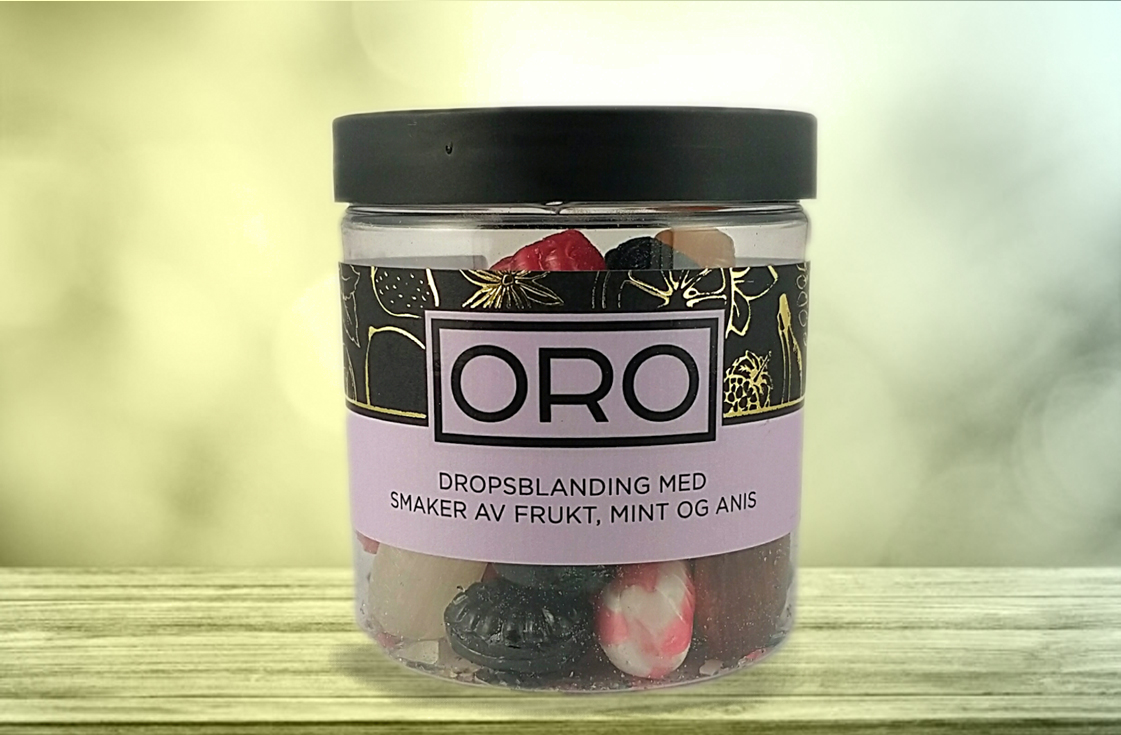 ORO
DROPSBLANDING MED
SMAKER AV FRUKT, MINT OG ANIS